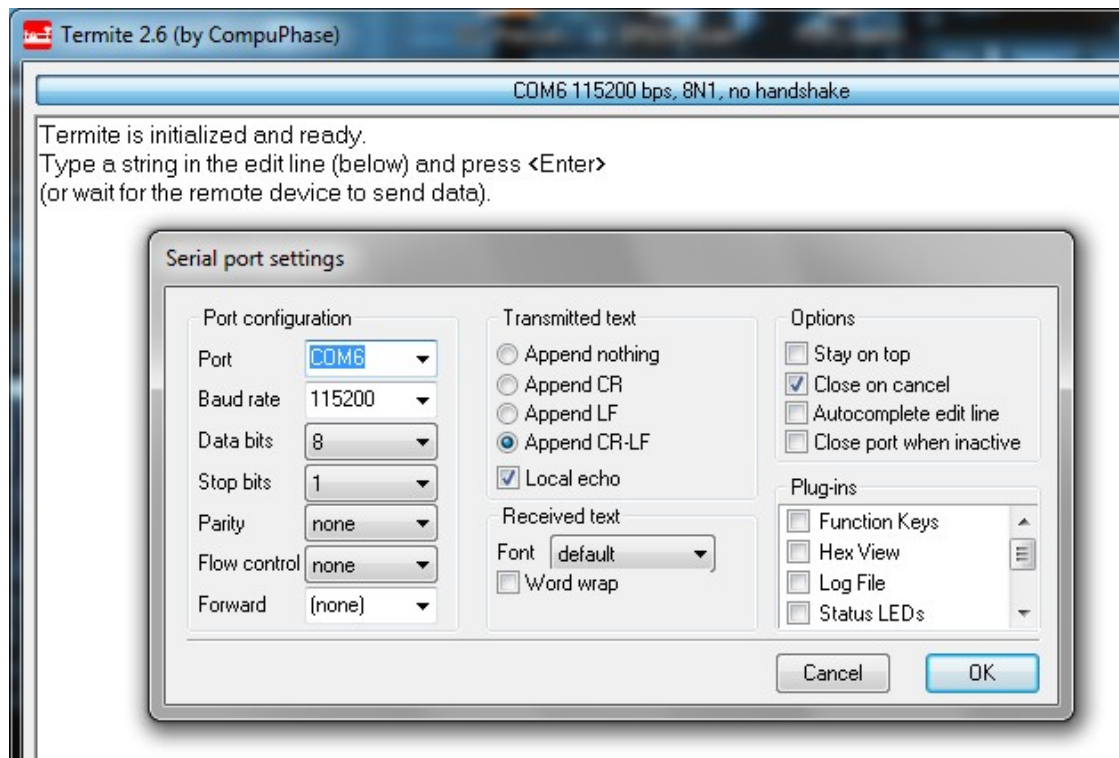 Termite 2.6 (by CompuPhase)
COM6 115200 bps, 8N1, no handshake
Termite is initialized and ready.
Type a string in the edit line (below) and press <Enter>
(or wait for the remote device to send data).
Serial port settings
Port configuration
Port COM6
Baud rate 115200
Data bits 8
Stop bits 1
Parity none
Flow control none
Forward (none)
Transmitted text
Append nothing
Append CR
Append LF
Append CR-LF
Local echo
Received text
Font default
Word wrap
Options
Stay on top
Close on cancel
Autocomplete edit line
Close port when inactive
Plug-ins
Function Keys
Hex View
Log File
Status LEDs
Cancel
OK